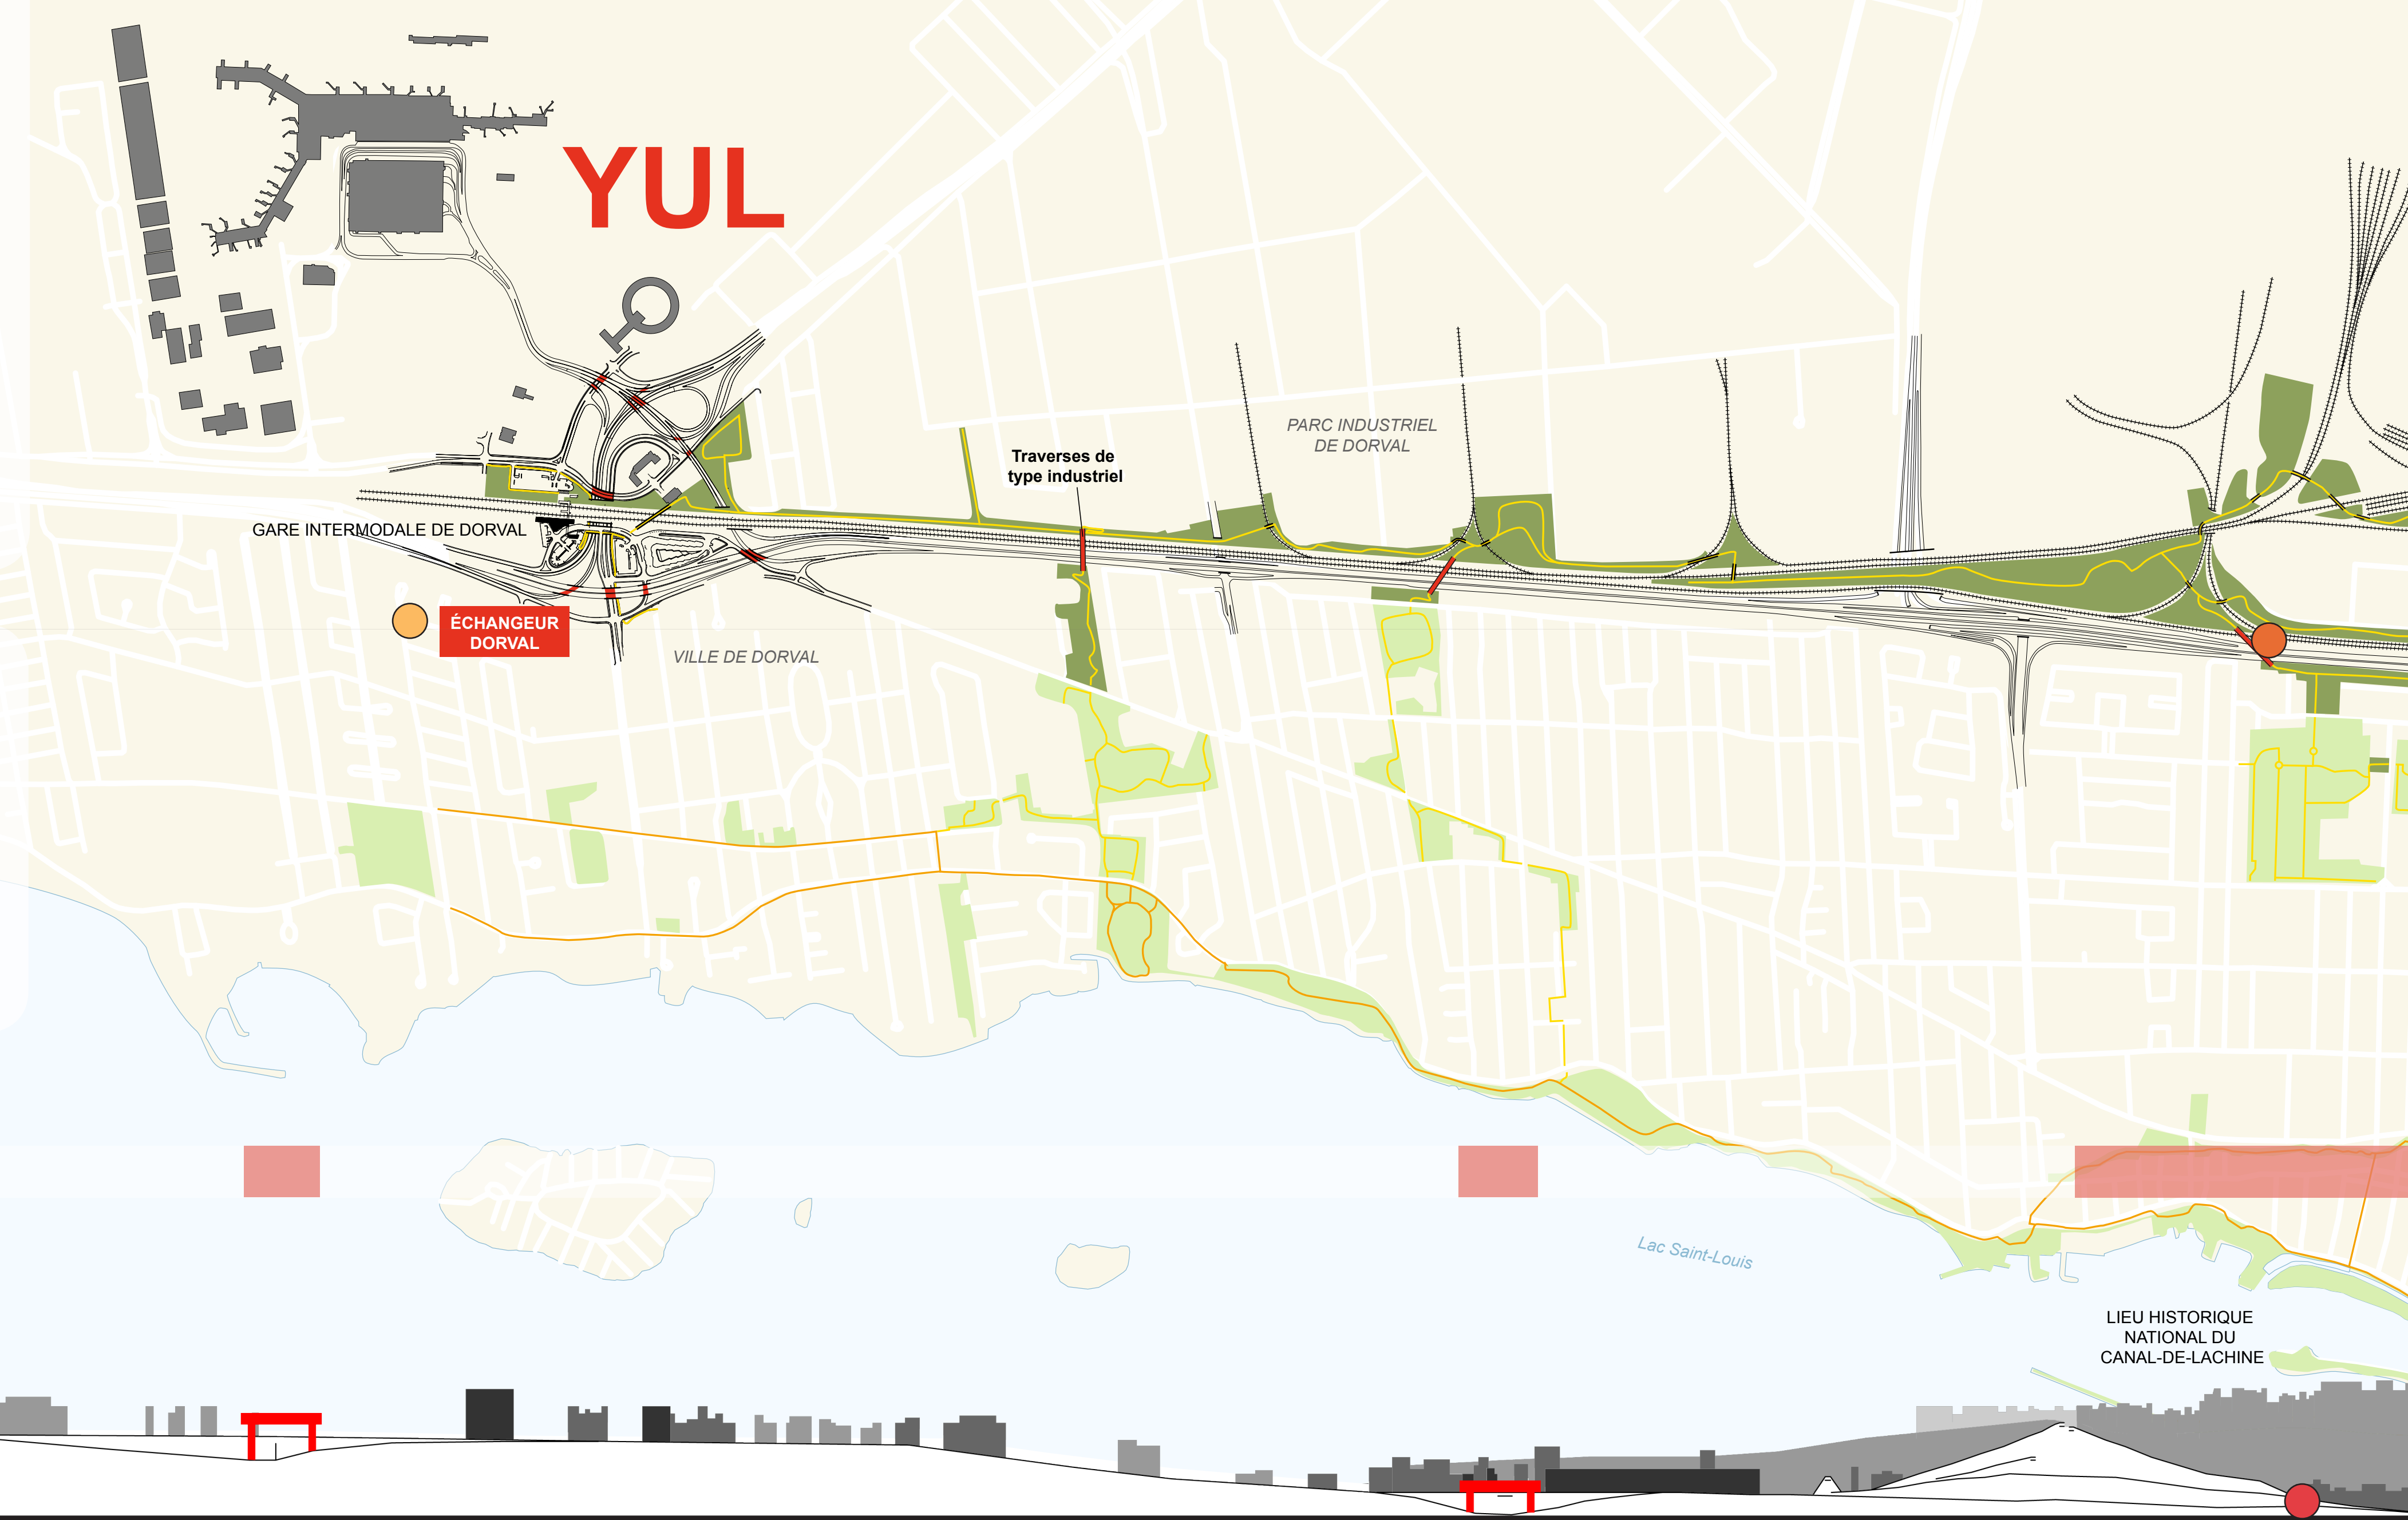 YUL
PARC INDUSTRIEL
DE DORVAL
Traverses de
type industriel
GARE INTERMODALE DE DORVAL
ÉCHANGEUR
DORVAL
VILLE DE DORVAL
Lac Saint-Louis
LIEU HISTORIQUE
NATIONAL DU
CANAL-DE-LACHINE